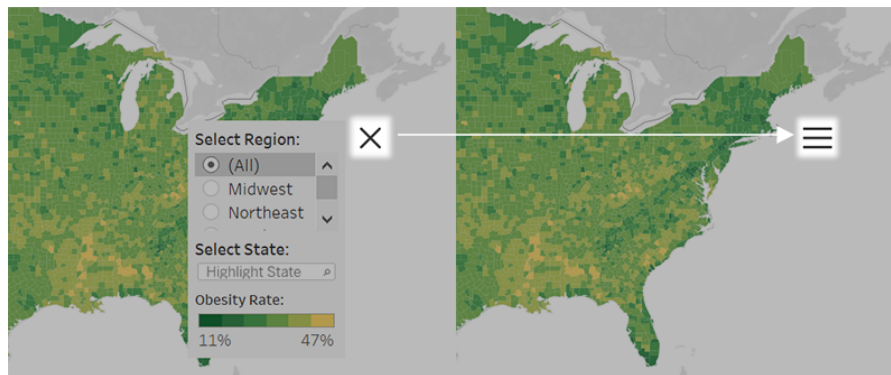 Select Region:
(All)
Midwest
Northeast
Select State:
Highlight State
Obesity Rate:
11% 47%